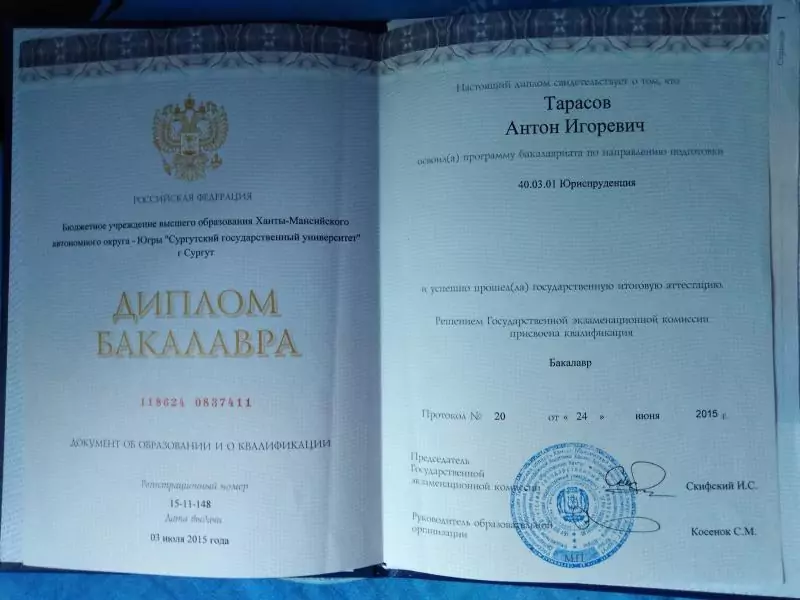 РОССИЙСКАЯ ФЕДЕРАЦИЯ
Бюджетное учреждение высшего образования Ханты-Мансийского
автономного округа - Югры "Сургутский государственный университет"
г Сургут
ДИПЛОМ
БАКАЛАВРА
118624 0837411
ДОКУМЕНТ ОБ ОБРАЗОВАНИИ И О КВАЛИФИКАЦИИ
Регистрационный номер
15-11-148
Дата выдачи
03 июля 2015 года
Страница 1
Настоящий диплом свидетельствует о том, что
Тарасов
Антон Игоревич
освоил(а) программу бакалавриата по направлению подготовки
40.03.01 Юриспруденция
и успешно прошел(ла) государственную итоговую аттестацию
Решением Государственной экзаменационной комиссии
присвоена квалификация
Бакалавр
Протокол № 20 от « 24 » июня 2015 г.
Председатель
Государственной
экзаменационной комиссии Скифский И.С.
Руководитель образовательной
организации Косенок С.М.
М.П.